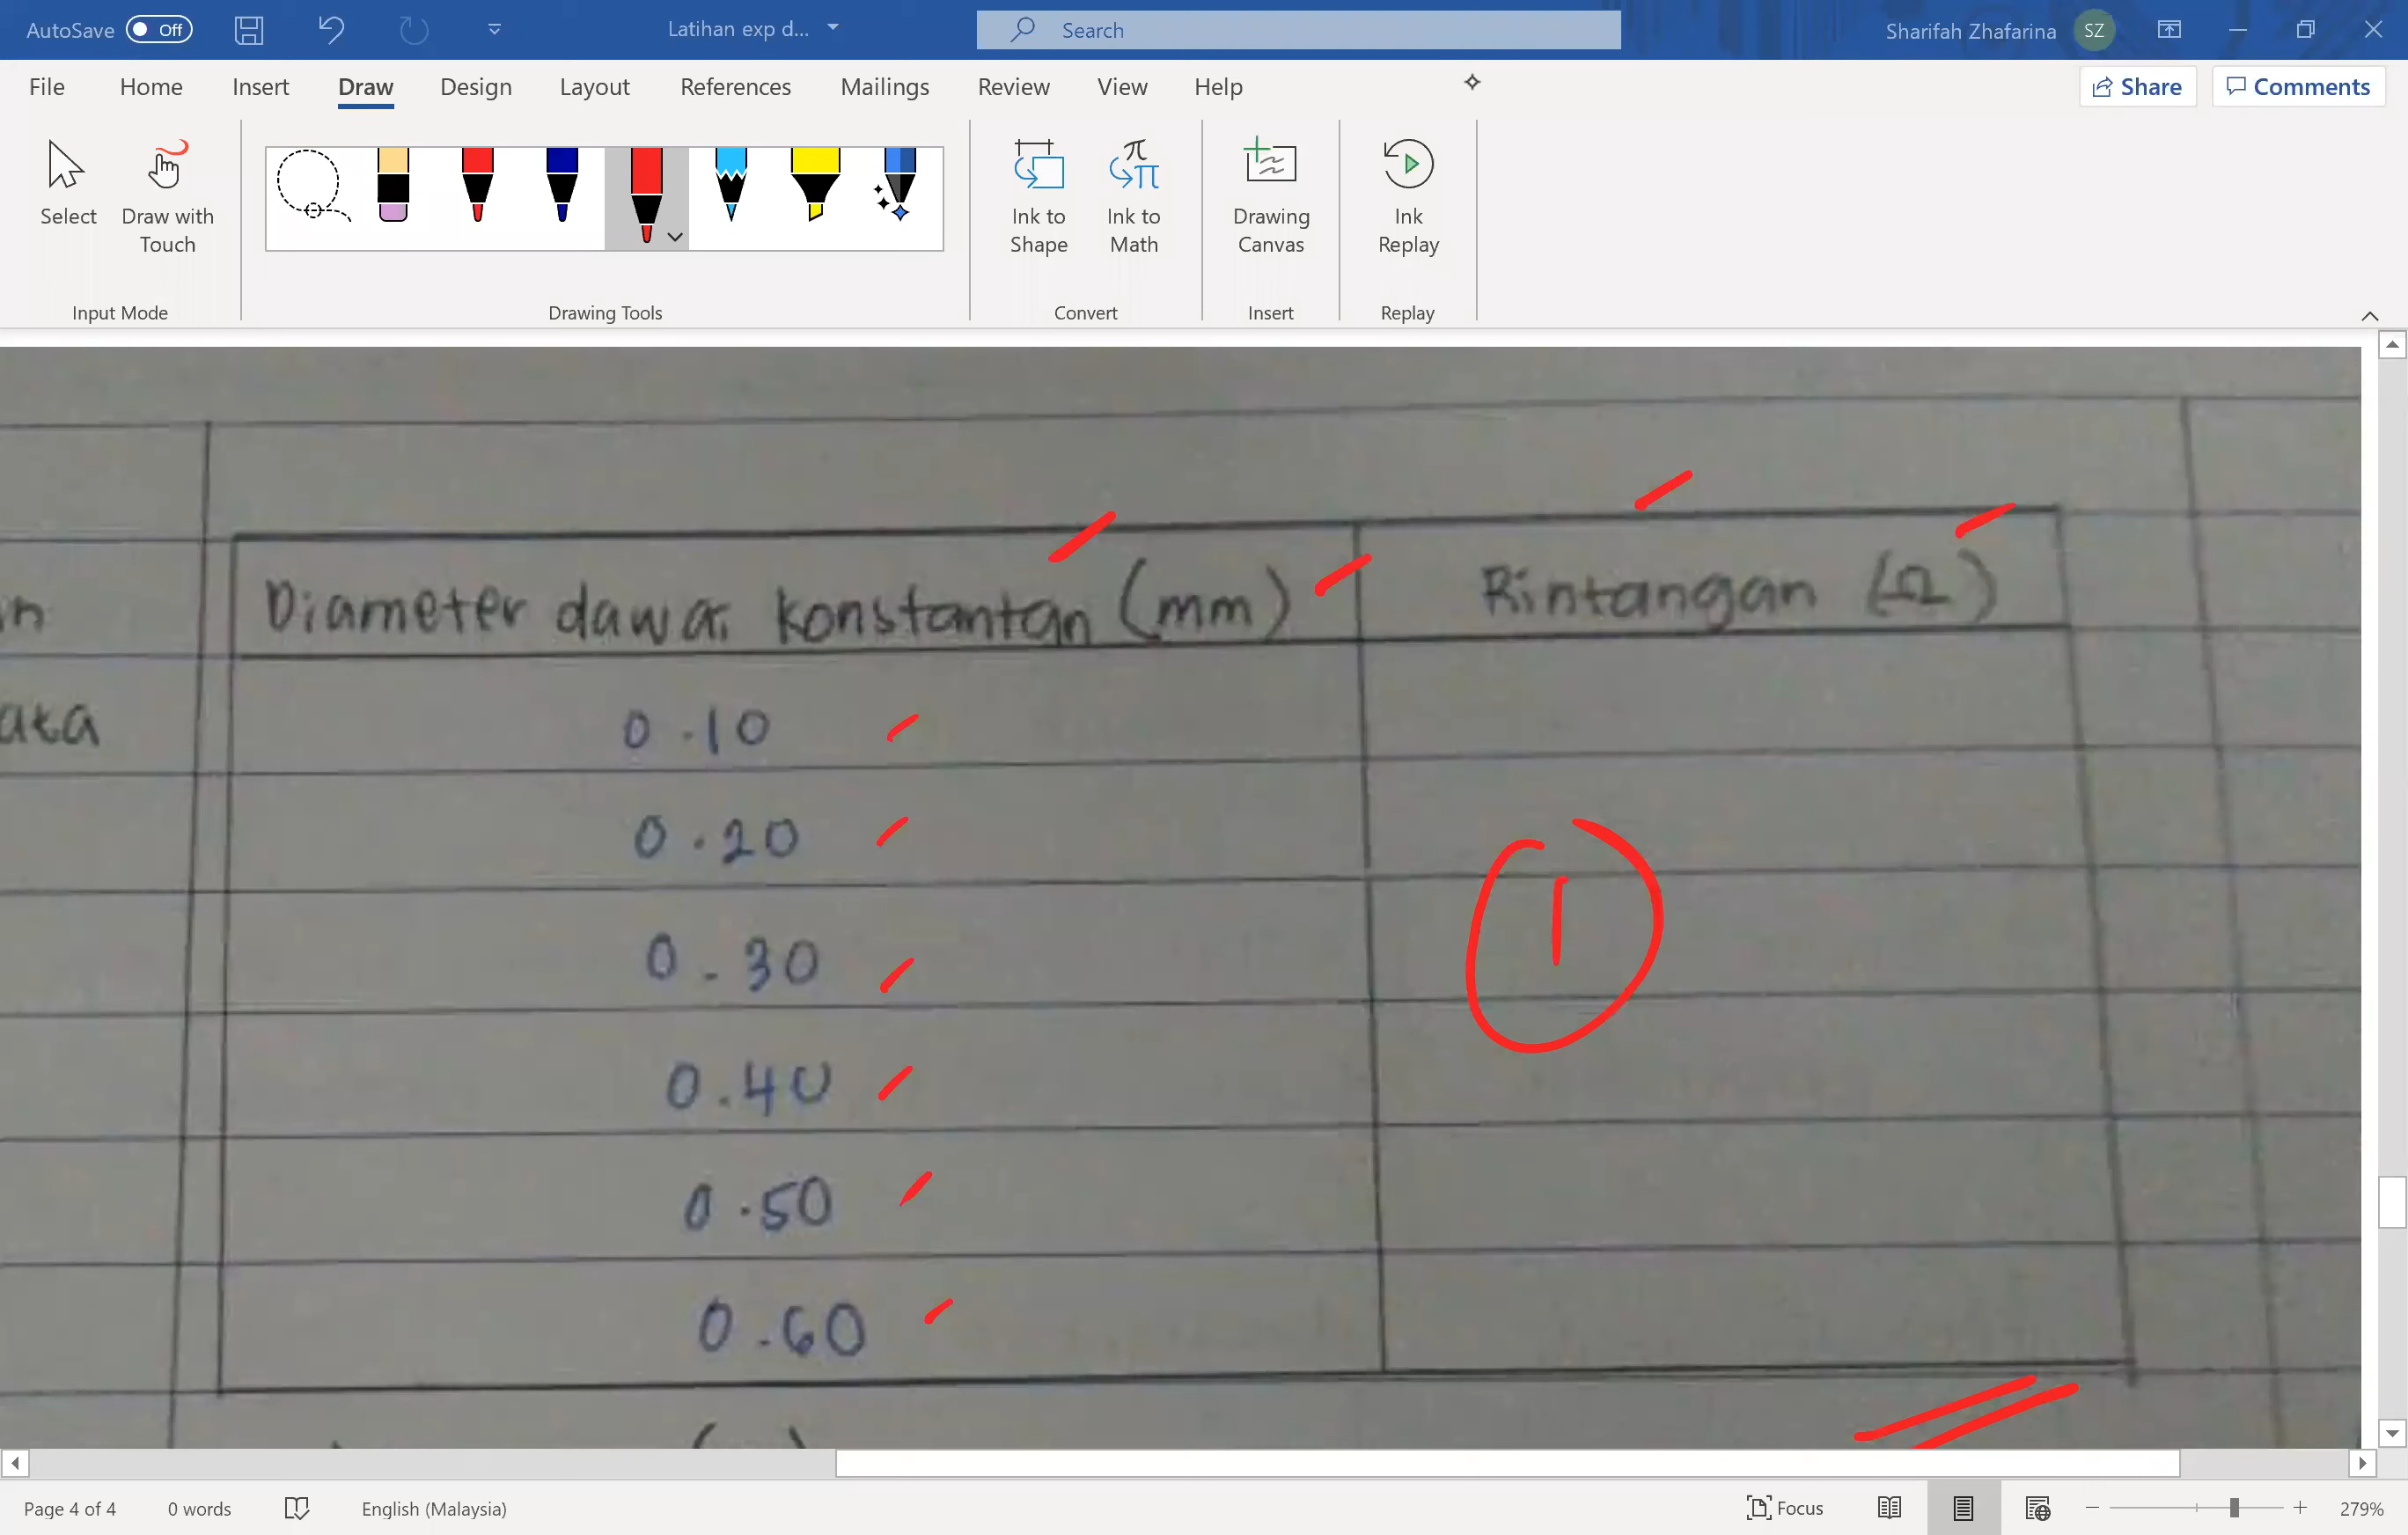 AutoSave Off Latihan exp d... Search Sharifah Zhafarina SZ
File Home Insert Draw Design Layout References Mailings Review View Help Share Comments
Select Draw with Touch Ink to Shape Ink to Math Drawing Canvas Ink Replay
Input Mode Drawing Tools Convert Insert Replay
n Diameter dawai konstantan (mm) Rintangan (Ω)
ata 0.10
0.20
0.30 1
0.40
0.50
0.60
Page 4 of 4 0 words English (Malaysia) Focus 279%